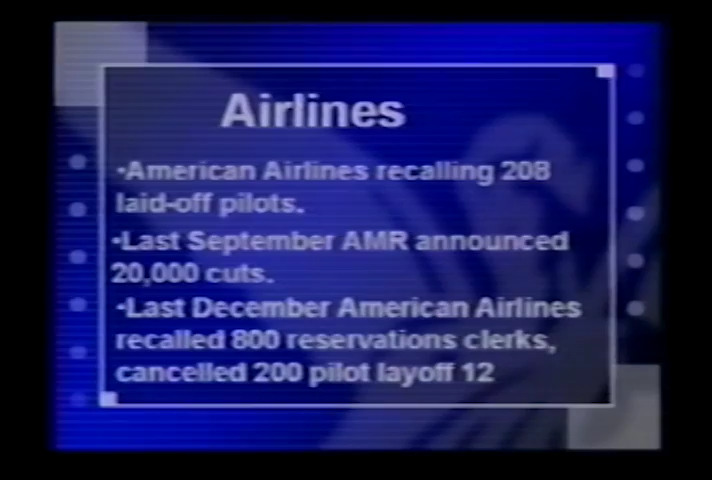 Airlines
•American Airlines recalling 208
laid-off pilots.
•Last September AMR announced
20,000 cuts.
•Last December American Airlines
recalled 800 reservations clerks,
cancelled 200 pilot layoff 12